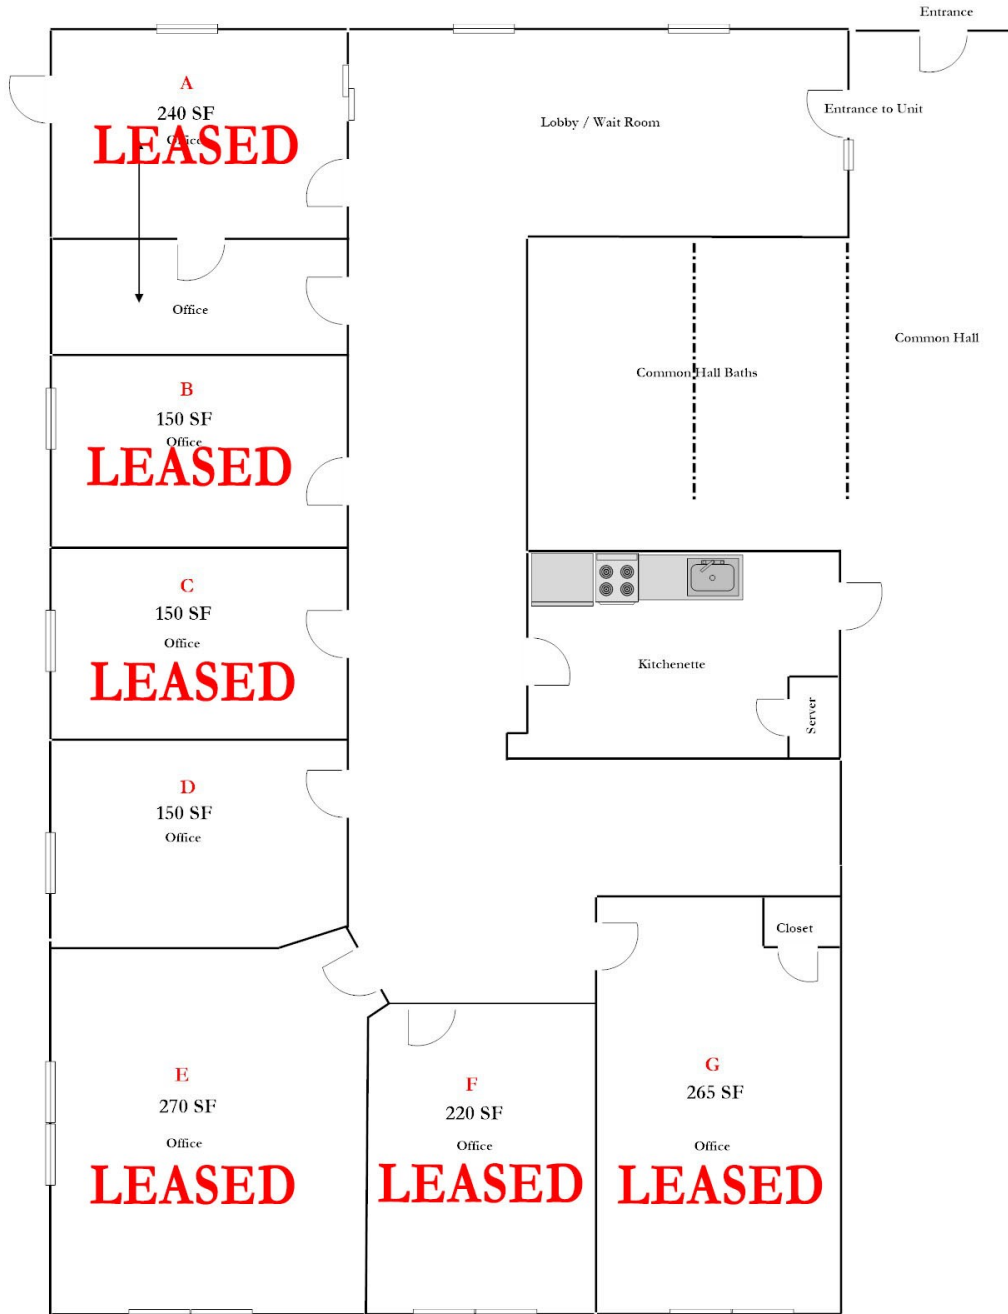 Entrance
A
240 SF
Office
LEASED
Lobby / Wait Room
Entrance to Unit
Office
Common Hall
Common Hall Baths
B
150 SF
Office
LEASED
C
150 SF
Office
LEASED
Kitchenette
Server
D
150 SF
Office
Closet
E
270 SF
Office
LEASED
F
220 SF
Office
LEASED
G
265 SF
Office
LEASED